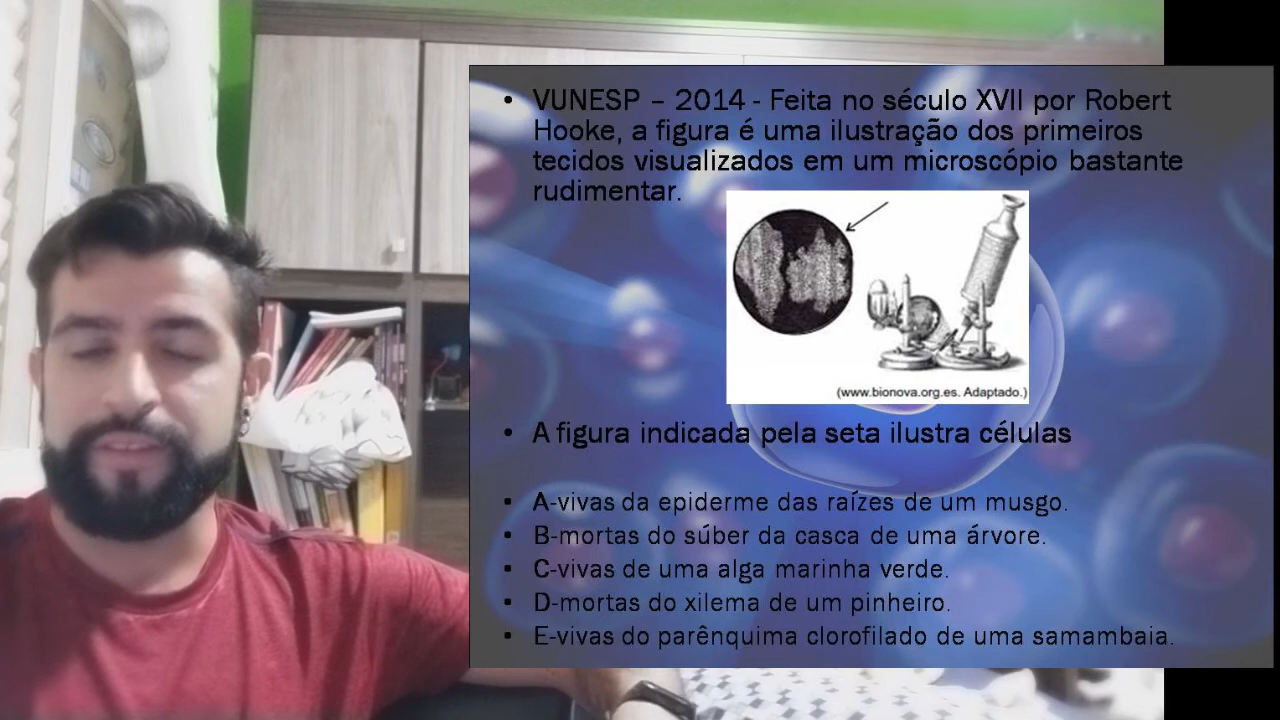 • VUNESP – 2014 - Feita no século XVII por Robert
Hooke, a figura é uma ilustração dos primeiros
tecidos visualizados em um microscópio bastante
rudimentar.
(www.bionova.org.es. Adaptado.)
• A figura indicada pela seta ilustra células
• A-vivas da epiderme das raízes de um musgo.
• B-mortas do súber da casca de uma árvore.
• C-vivas de uma alga marinha verde.
• D-mortas do xilema de um pinheiro.
• E-vivas do parênquima clorofilado de uma samambaia.